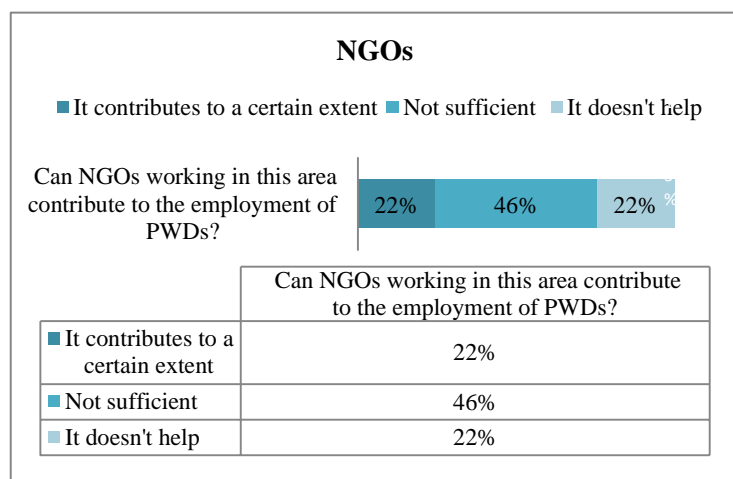 NGOs
It contributes to a certain extent Not sufficient It doesn't help
Can NGOs working in this area
contribute to the employment of
PWDs?
22% 46% 22%
%
Can NGOs working in this area contribute
to the employment of PWDs?
It contributes to a
certain extent
22%
Not sufficient 46%
It doesn't help 22%